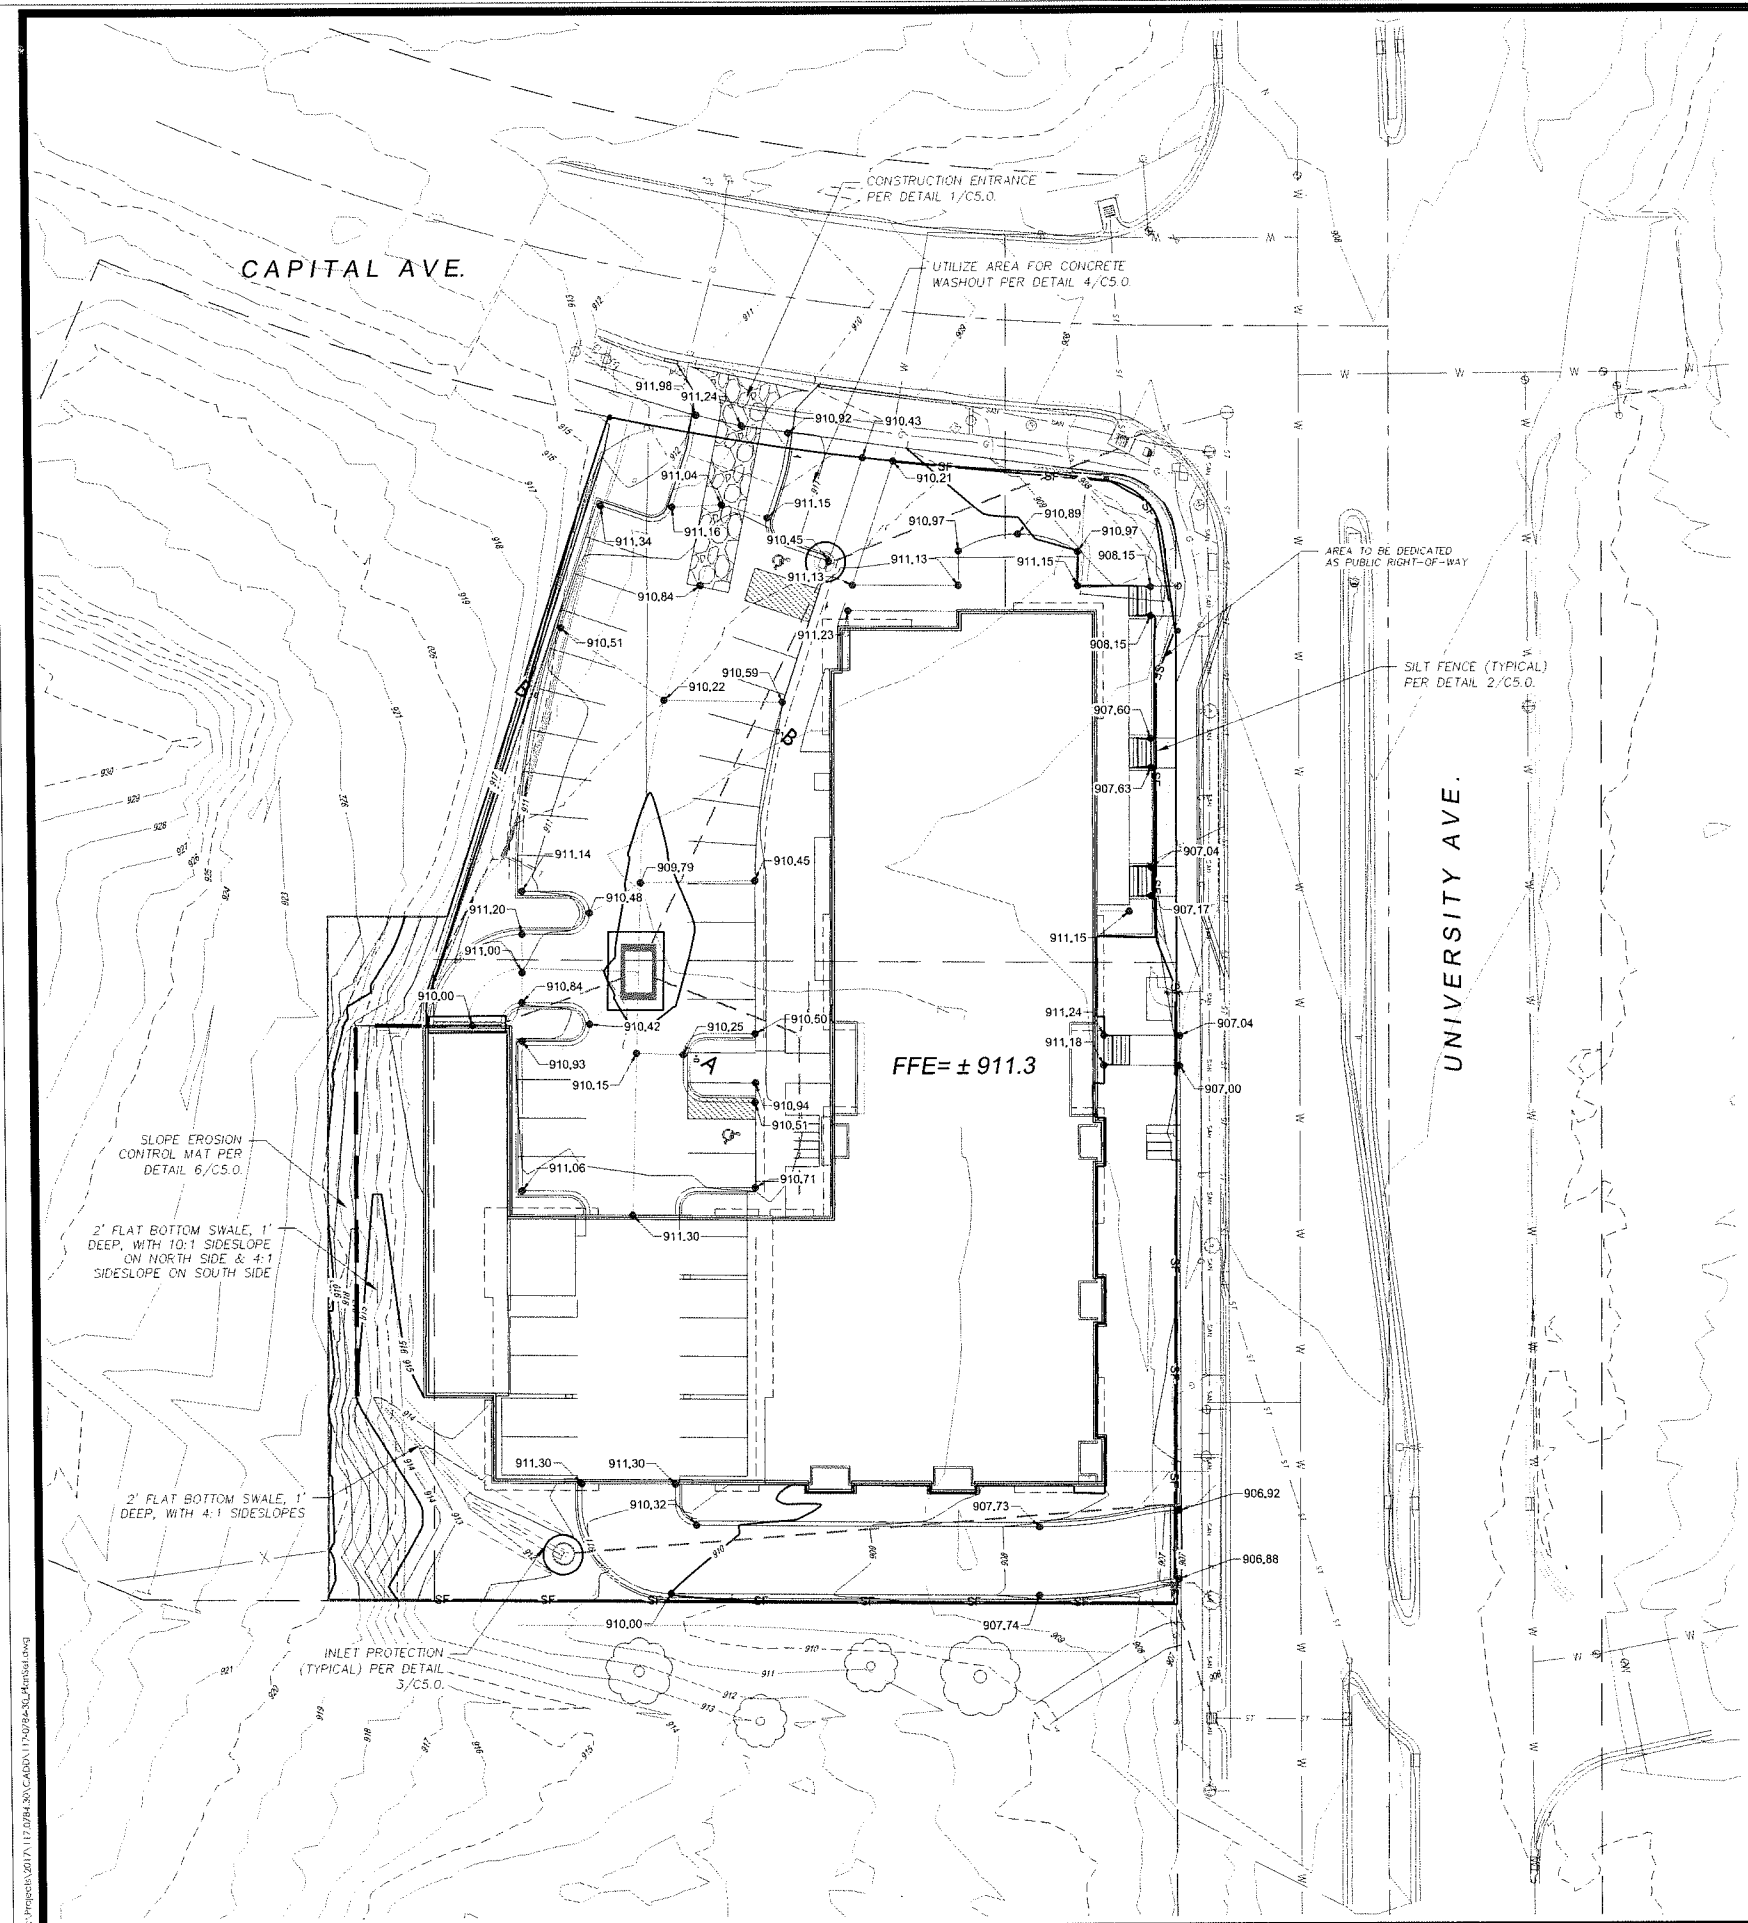 CONSTRUCTION ENTRANCE
PER DETAIL 1/C5.0.
CAPITAL AVE.
UTILIZE AREA FOR CONCRETE
WASHOUT PER DETAIL 4/C5.0.
911.98
911.24
910.92
910.43
910.21
911.04
911.15
911.16
911.34
910.45
910.97
910.89
910.97
911.13
911.13
911.15
908.15
AREA TO BE DEDICATED
AS PUBLIC RIGHT-OF-WAY
910.84
910.51
911.23
908.15
SILT FENCE (TYPICAL)
PER DETAIL 2/C5.0.
910.59
910.22
907.60
907.63
B
B
UNIVERSITY AVE.
911.14
909.79
910.45
907.04
910.48
911.20
907.17
911.15
911.00
910.84
910.00
910.42
910.25
910.50
911.24
911.18
907.04
910.93
910.15
A
FFE= ± 911.3
907.00
910.94
910.51
SLOPE EROSION
CONTROL MAT PER
DETAIL 6/C5.0.
911.06
910.71
2' FLAT BOTTOM SWALE, 1'
DEEP, WITH 10:1 SIDESLOPE
ON NORTH SIDE & 4:1
SIDESLOPE ON SOUTH SIDE
911.30
911.30
911.30
910.32
907.73
906.92
2' FLAT BOTTOM SWALE, 1'
DEEP, WITH 4:1 SIDESLOPES
906.88
910.00
907.74
INLET PROTECTION
(TYPICAL) PER DETAIL
3/C5.0.